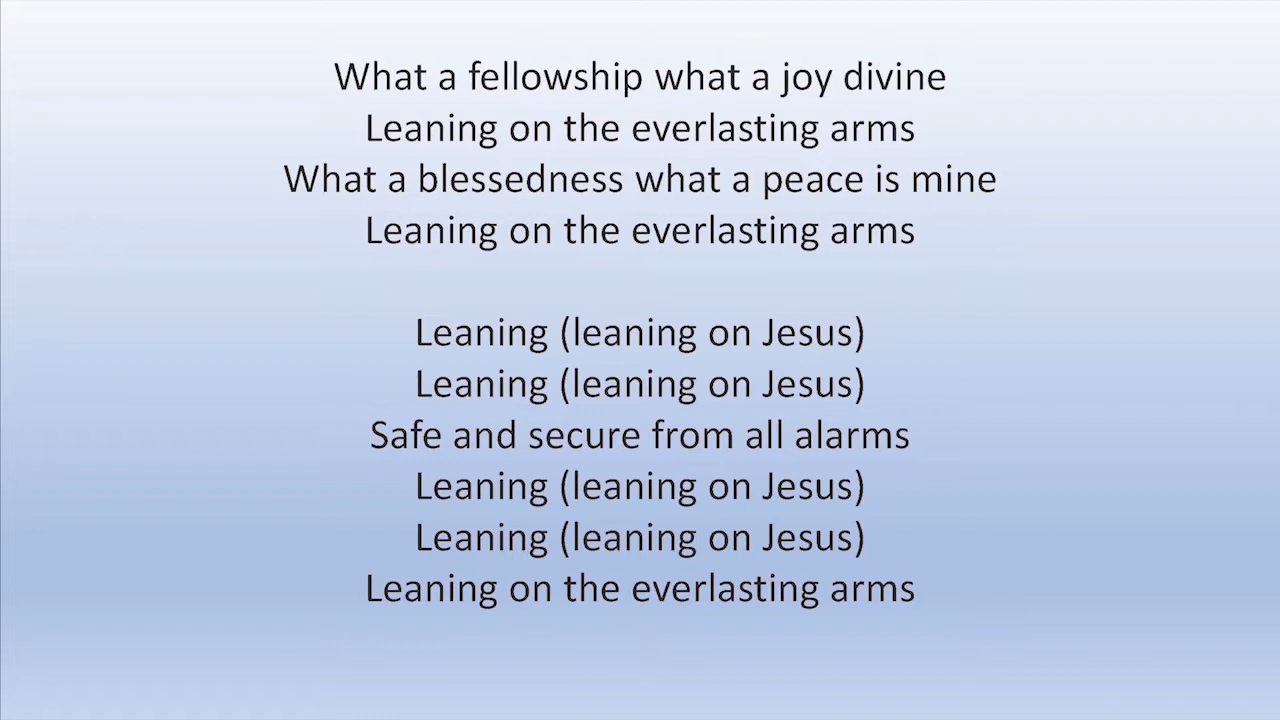 What a fellowship what a joy divine
Leaning on the everlasting arms
What a blessedness what a peace is mine
Leaning on the everlasting arms
Leaning (leaning on Jesus)
Leaning (leaning on Jesus)
Safe and secure from all alarms
Leaning (leaning on Jesus)
Leaning (leaning on Jesus)
Leaning on the everlasting arms